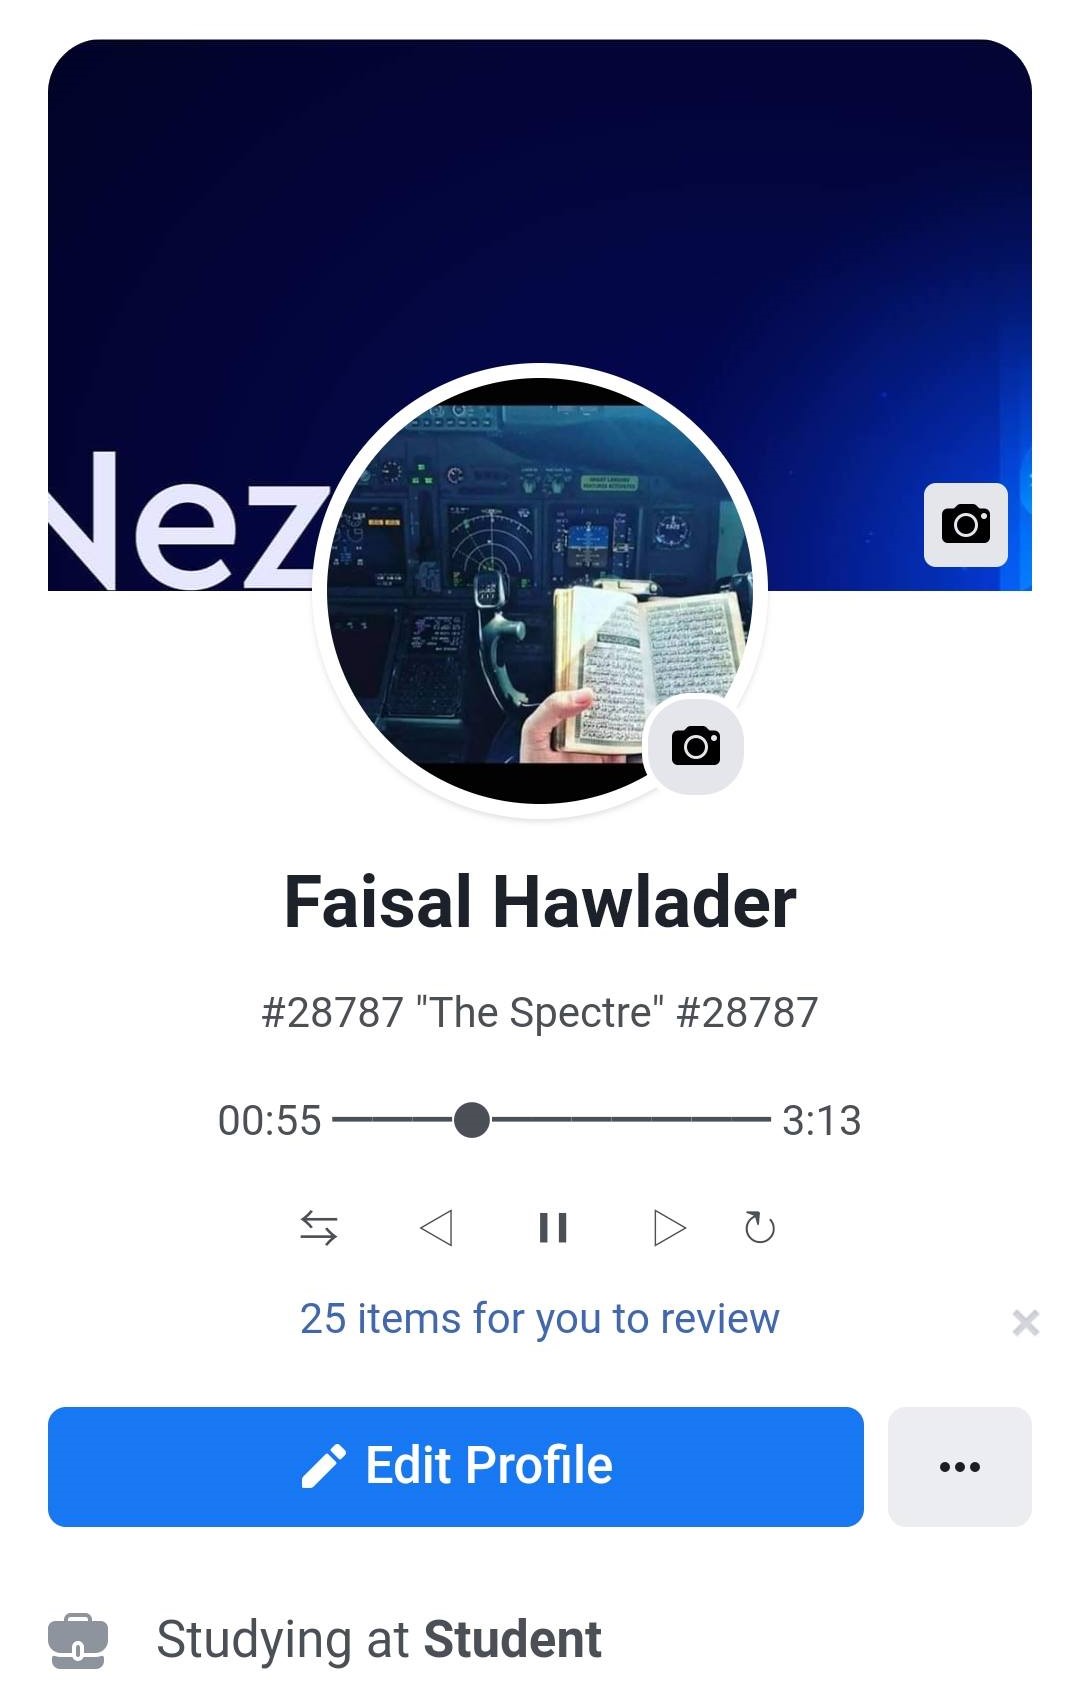 Nez
Faisal Hawlader
#28787 "The Spectre" #28787
00:55 3:13
25 items for you to review
Edit Profile
Studying at Student